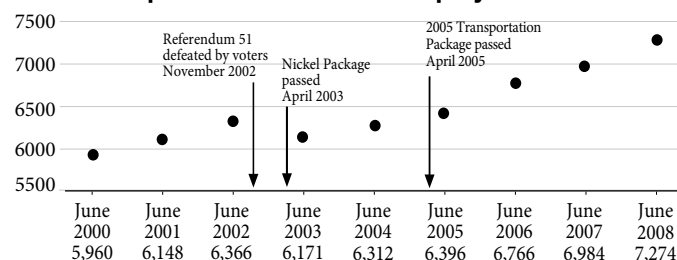 7500
7000
6500
6000
5500
Referendum 51
defeated by voters
November 2002
Nickel Package
passed
April 2003
2005 Transportation
Package passed
April 2005
June June June June June June June June June
2000 2001 2002 2003 2004 2005 2006 2007 2008
5,960 6,148 6,366 6,171 6,312 6,396 6,766 6,984 7,274